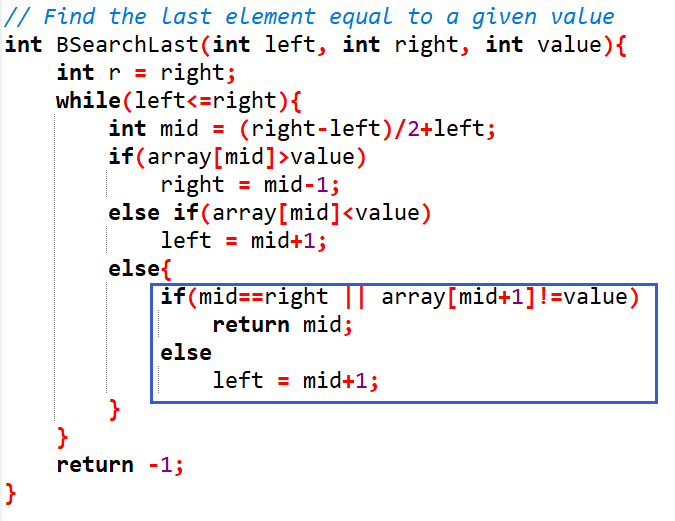 // Find the last element equal to a given value
int BSearchLast(int left, int right, int value){
    int r = right;
    while(left<=right){
        int mid = (right-left)/2+left;
        if(array[mid]>value)
            right = mid-1;
        else if(array[mid]<value)
            left = mid+1;
        else{
            if(mid==right || array[mid+1]!=value)
                return mid;
            else
                left = mid+1;
        }
    }
    return -1;
}